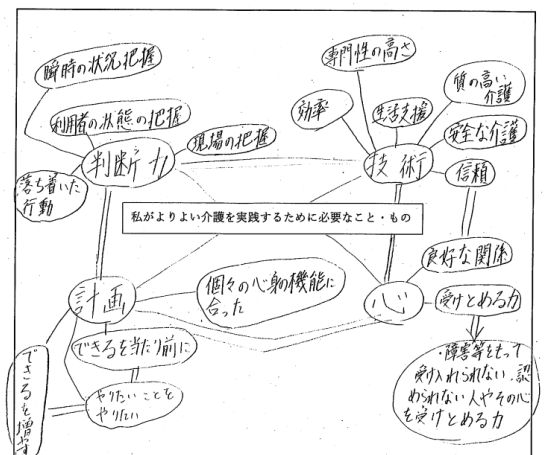 瞬時の状況把握
利用者の状態の把握
現場の把握
判断力
落ち着いた
行動
専門性の高さ
効率
生活支援
質の高い
介護
安全な介護
技術
信頼
私がよりよい介護を実践するために必要なこと・もの
良好な関係
計画
個々の心身の機能に
合った
心
受けとめる力
できるを当り前に
やりたいことを
やりたい
できるを増やす
・障害等をもって
受け入れられない、認
められない人やその心
を受けとめる力